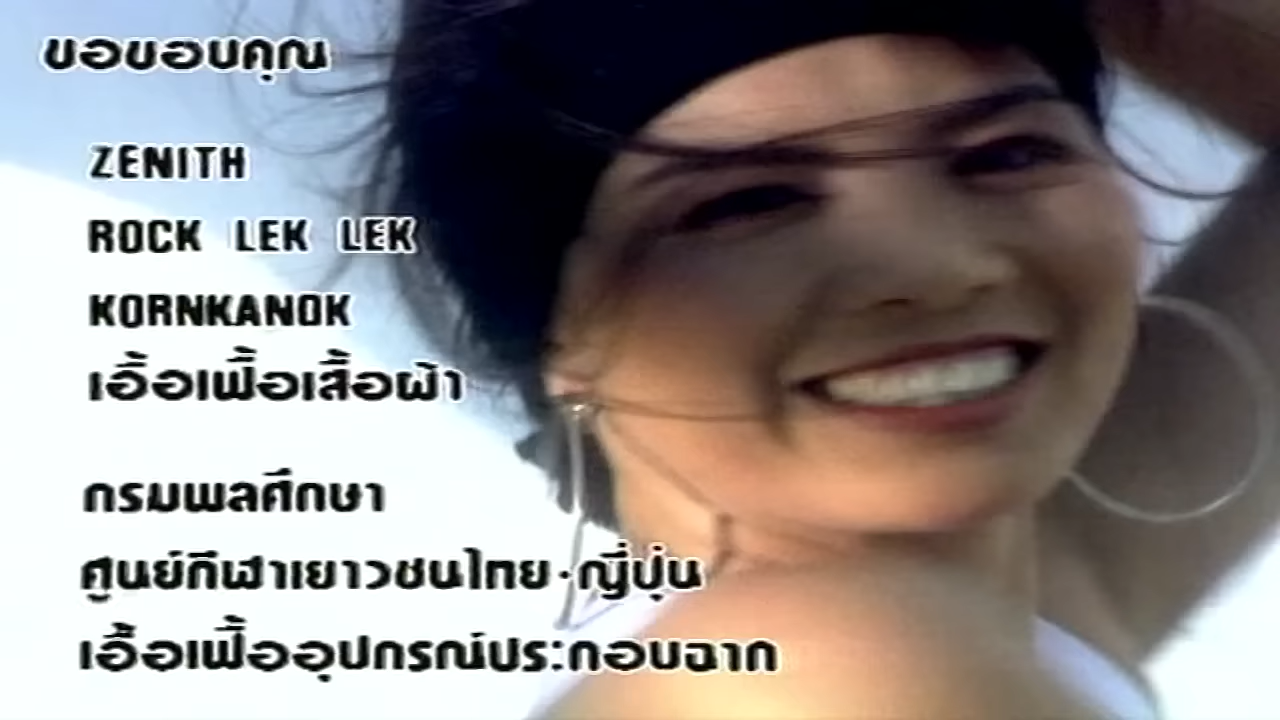 ขอขอบคุณ
ZENITH
ROCK LEK LEK
KORNKANOK
เอื้อเฟื้อเสื้อผ้า
กรมพลศึกษา
ศูนย์กีฬาเยาวชนไทย-ญี่ปุ่น
เอื้อเฟื้ออุปกรณ์ประกอบฉาก